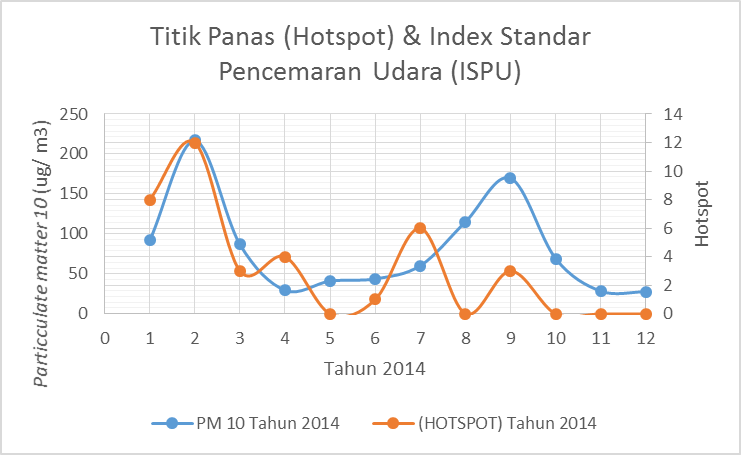 Titik Panas (Hotspot) & Index Standar
Pencemaran Udara (ISPU)
Particculate matter 10 (ug/ m3)
250
200
150
100
50
0
14
12
10
8
6
4
2
0
Hotspot
0 1 2 3 4 5 6 7 8 9 10 11 12
Tahun 2014
PM 10 Tahun 2014 (HOTSPOT) Tahun 2014